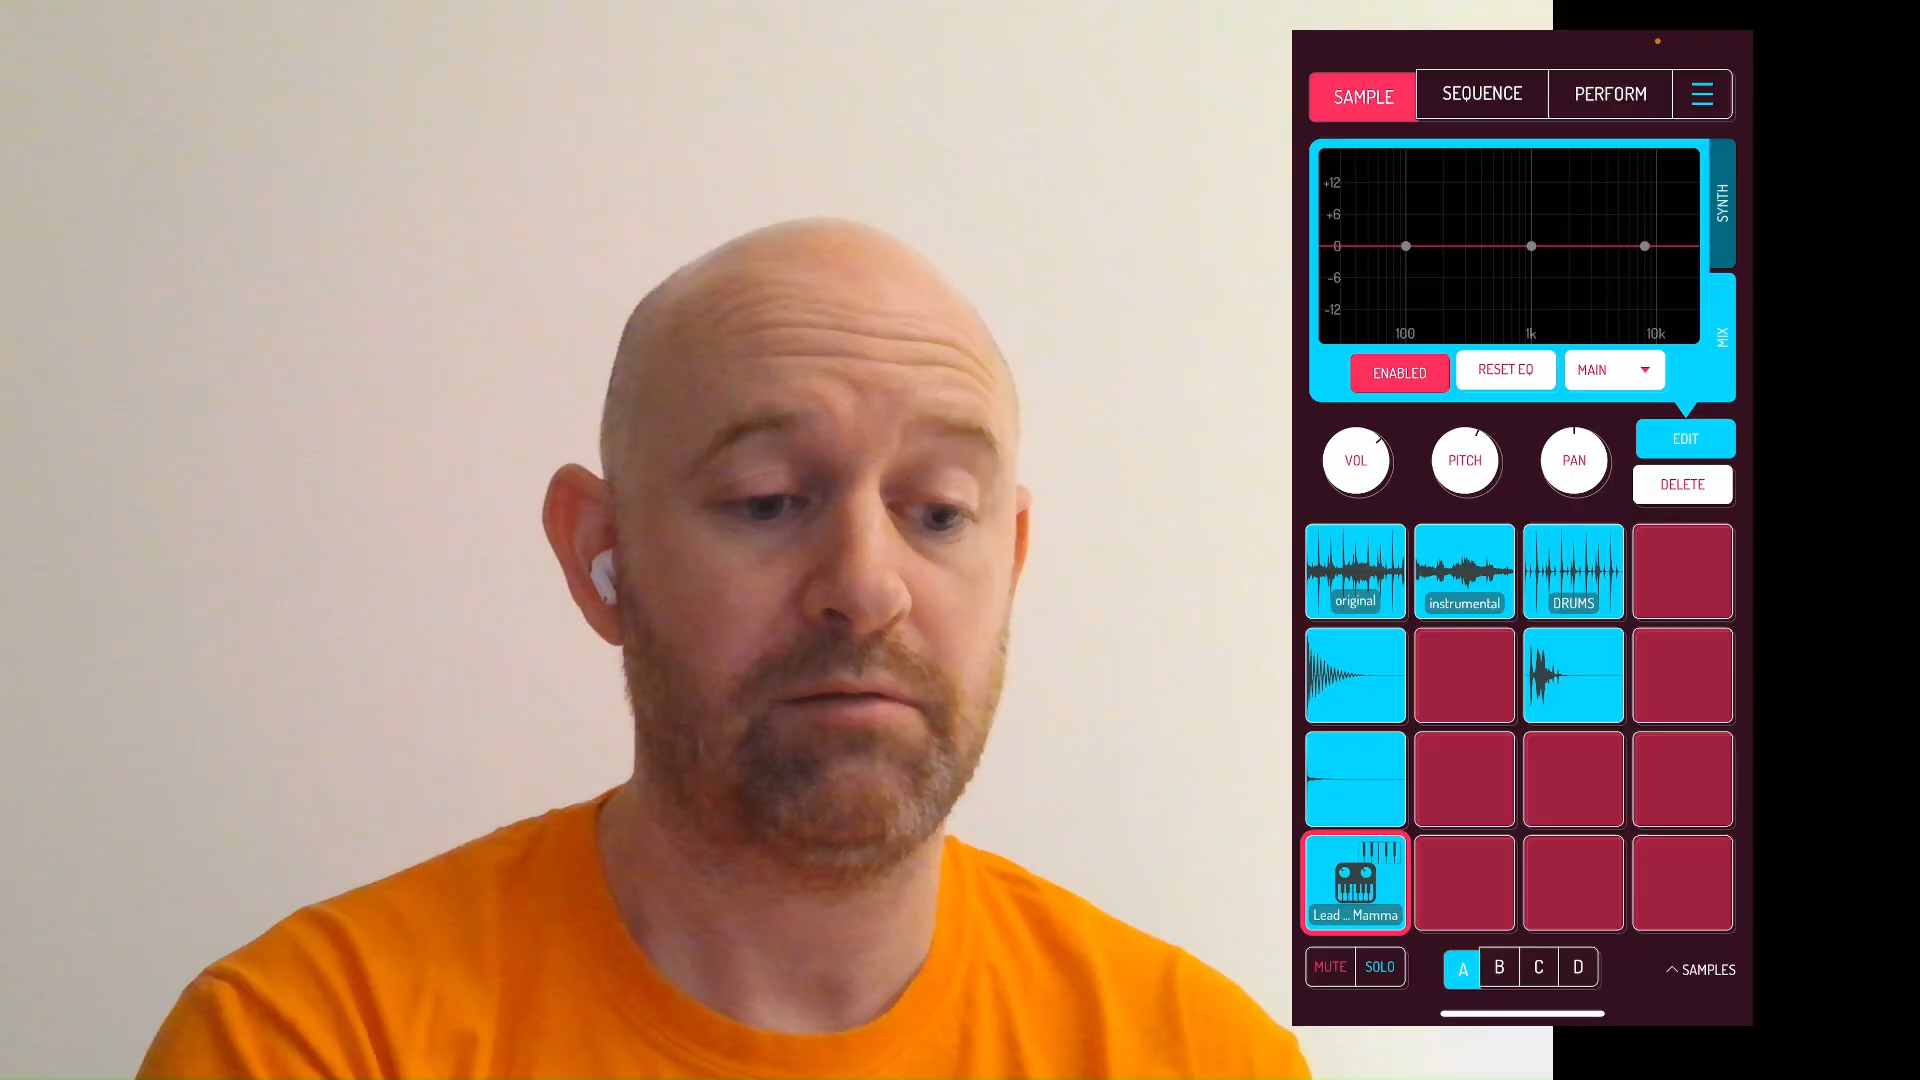 SAMPLE
SEQUENCE
PERFORM
SYNTH
+12
+6
0
-6
-12
100
1k
10k
MIX
ENABLED
RESET EQ
MAIN
VOL
PITCH
PAN
EDIT
DELETE
original
instrumental
DRUMS
Lead ... Mamma
MUTE
SOLO
A
B
C
D
SAMPLES